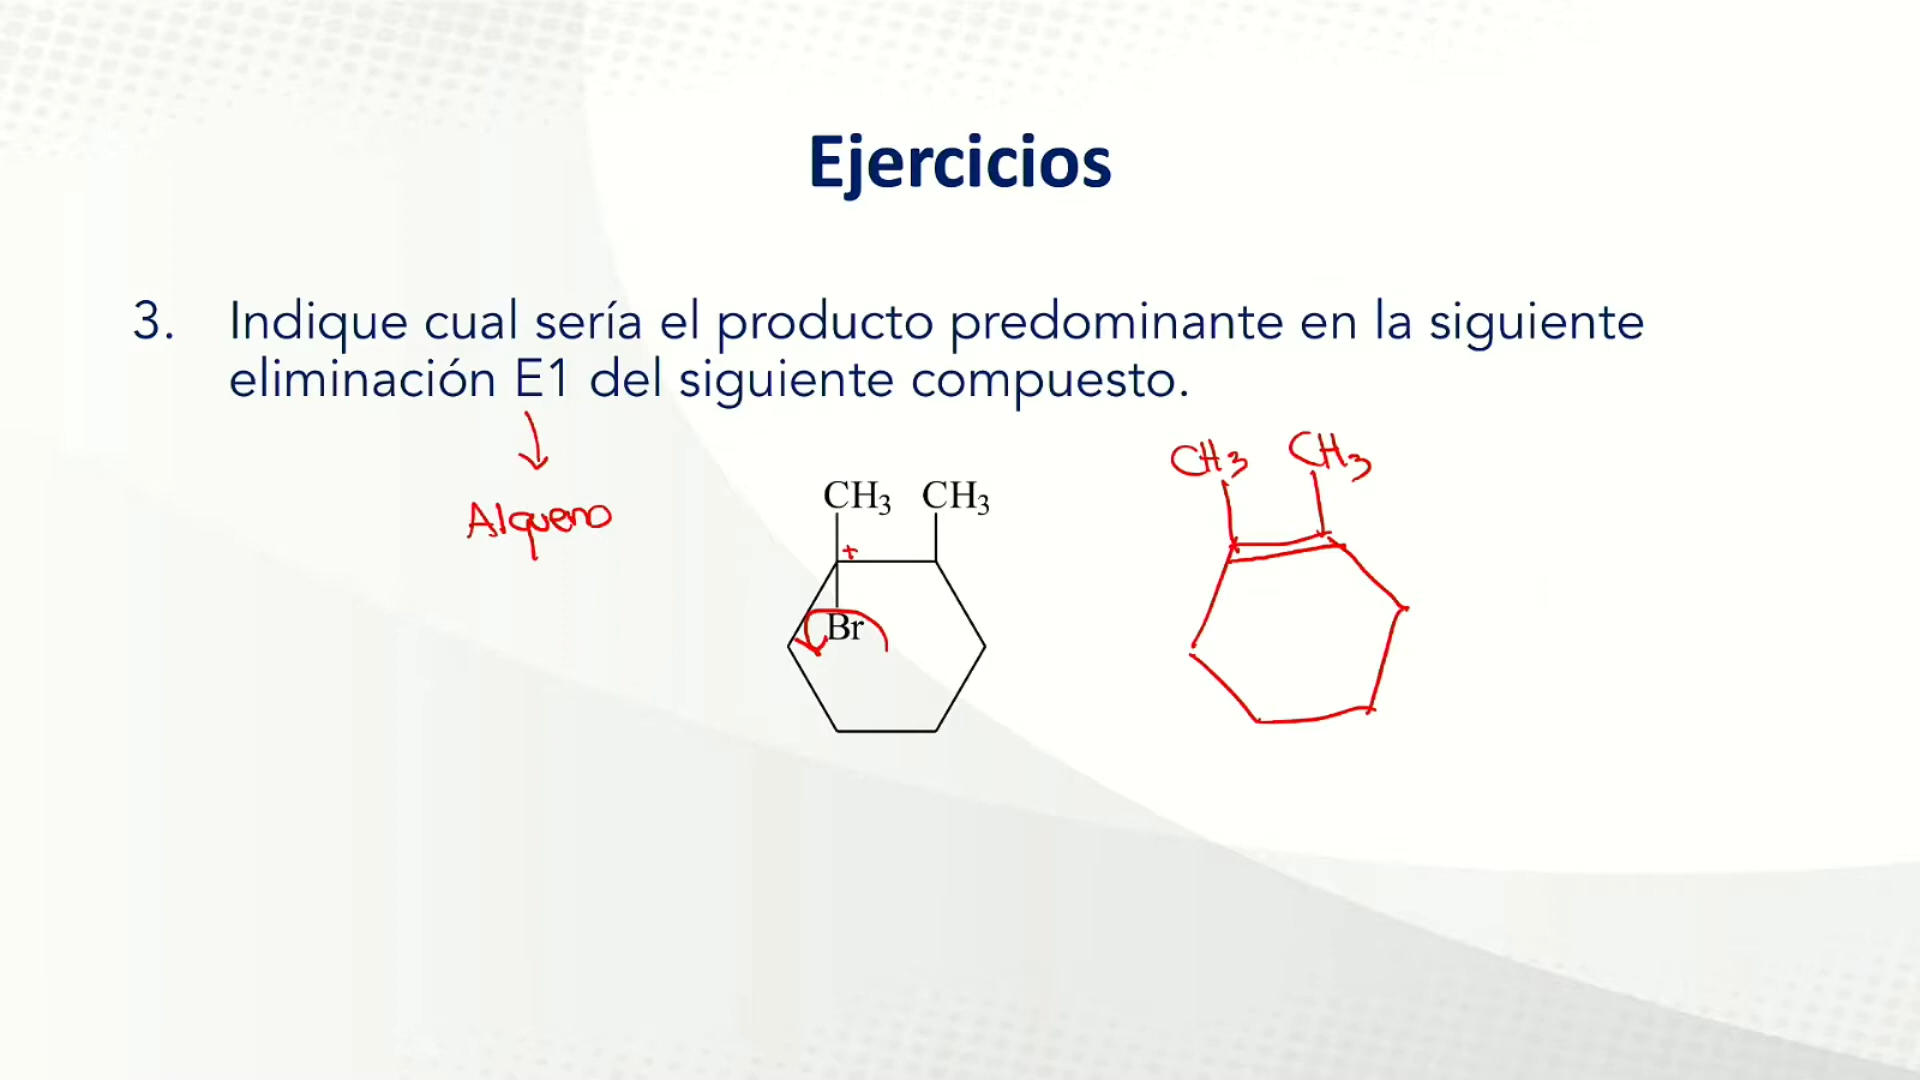 Ejercicios
3. Indique cual sería el producto predominante en la siguiente
eliminación E1 del siguiente compuesto.
Alqueno
CH3 CH3
+
Br
CH3 CH3